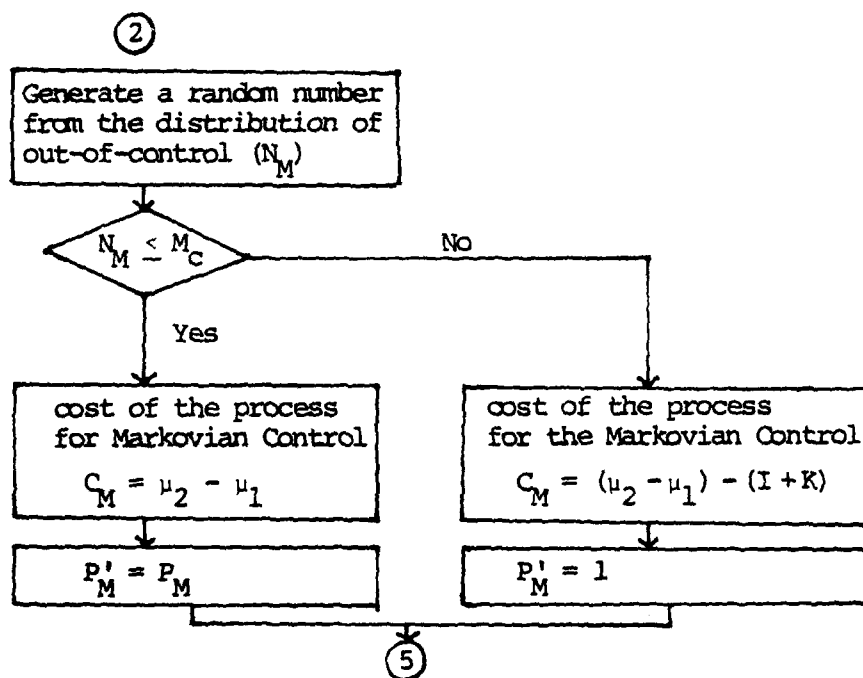 2
Generate a random number
from the distribution of
out-of-control (N_M)
N_M ≤ M_C
No
Yes
cost of the process
for Markovian Control
C_M = μ_2 - μ_1
P'_M = P_M
cost of the process
for the Markovian Control
C_M = (μ_2 - μ_1) - (I + K)
P'_M = 1
5